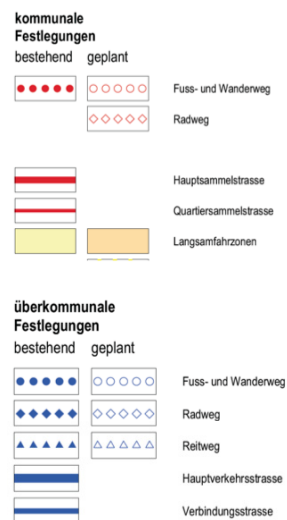 kommunale
Festlegungen
bestehend geplant
Fuss- und Wanderweg
Radweg
Hauptsammelstrasse
Quartiersammelstrasse
Langsamfahrzonen
überkommunale
Festlegungen
bestehend geplant
Fuss- und Wanderweg
Radweg
Reitweg
Hauptverkehrsstrasse
Verbindungsstrasse